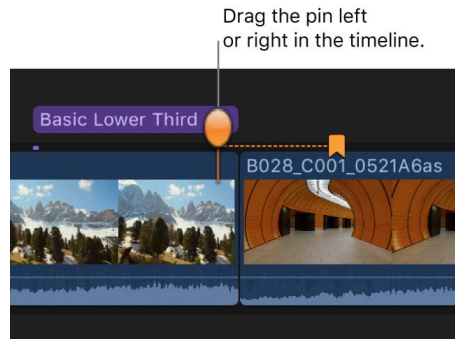 Drag the pin left
or right in the timeline.
Basic Lower Third
B028_C001_0521A6as